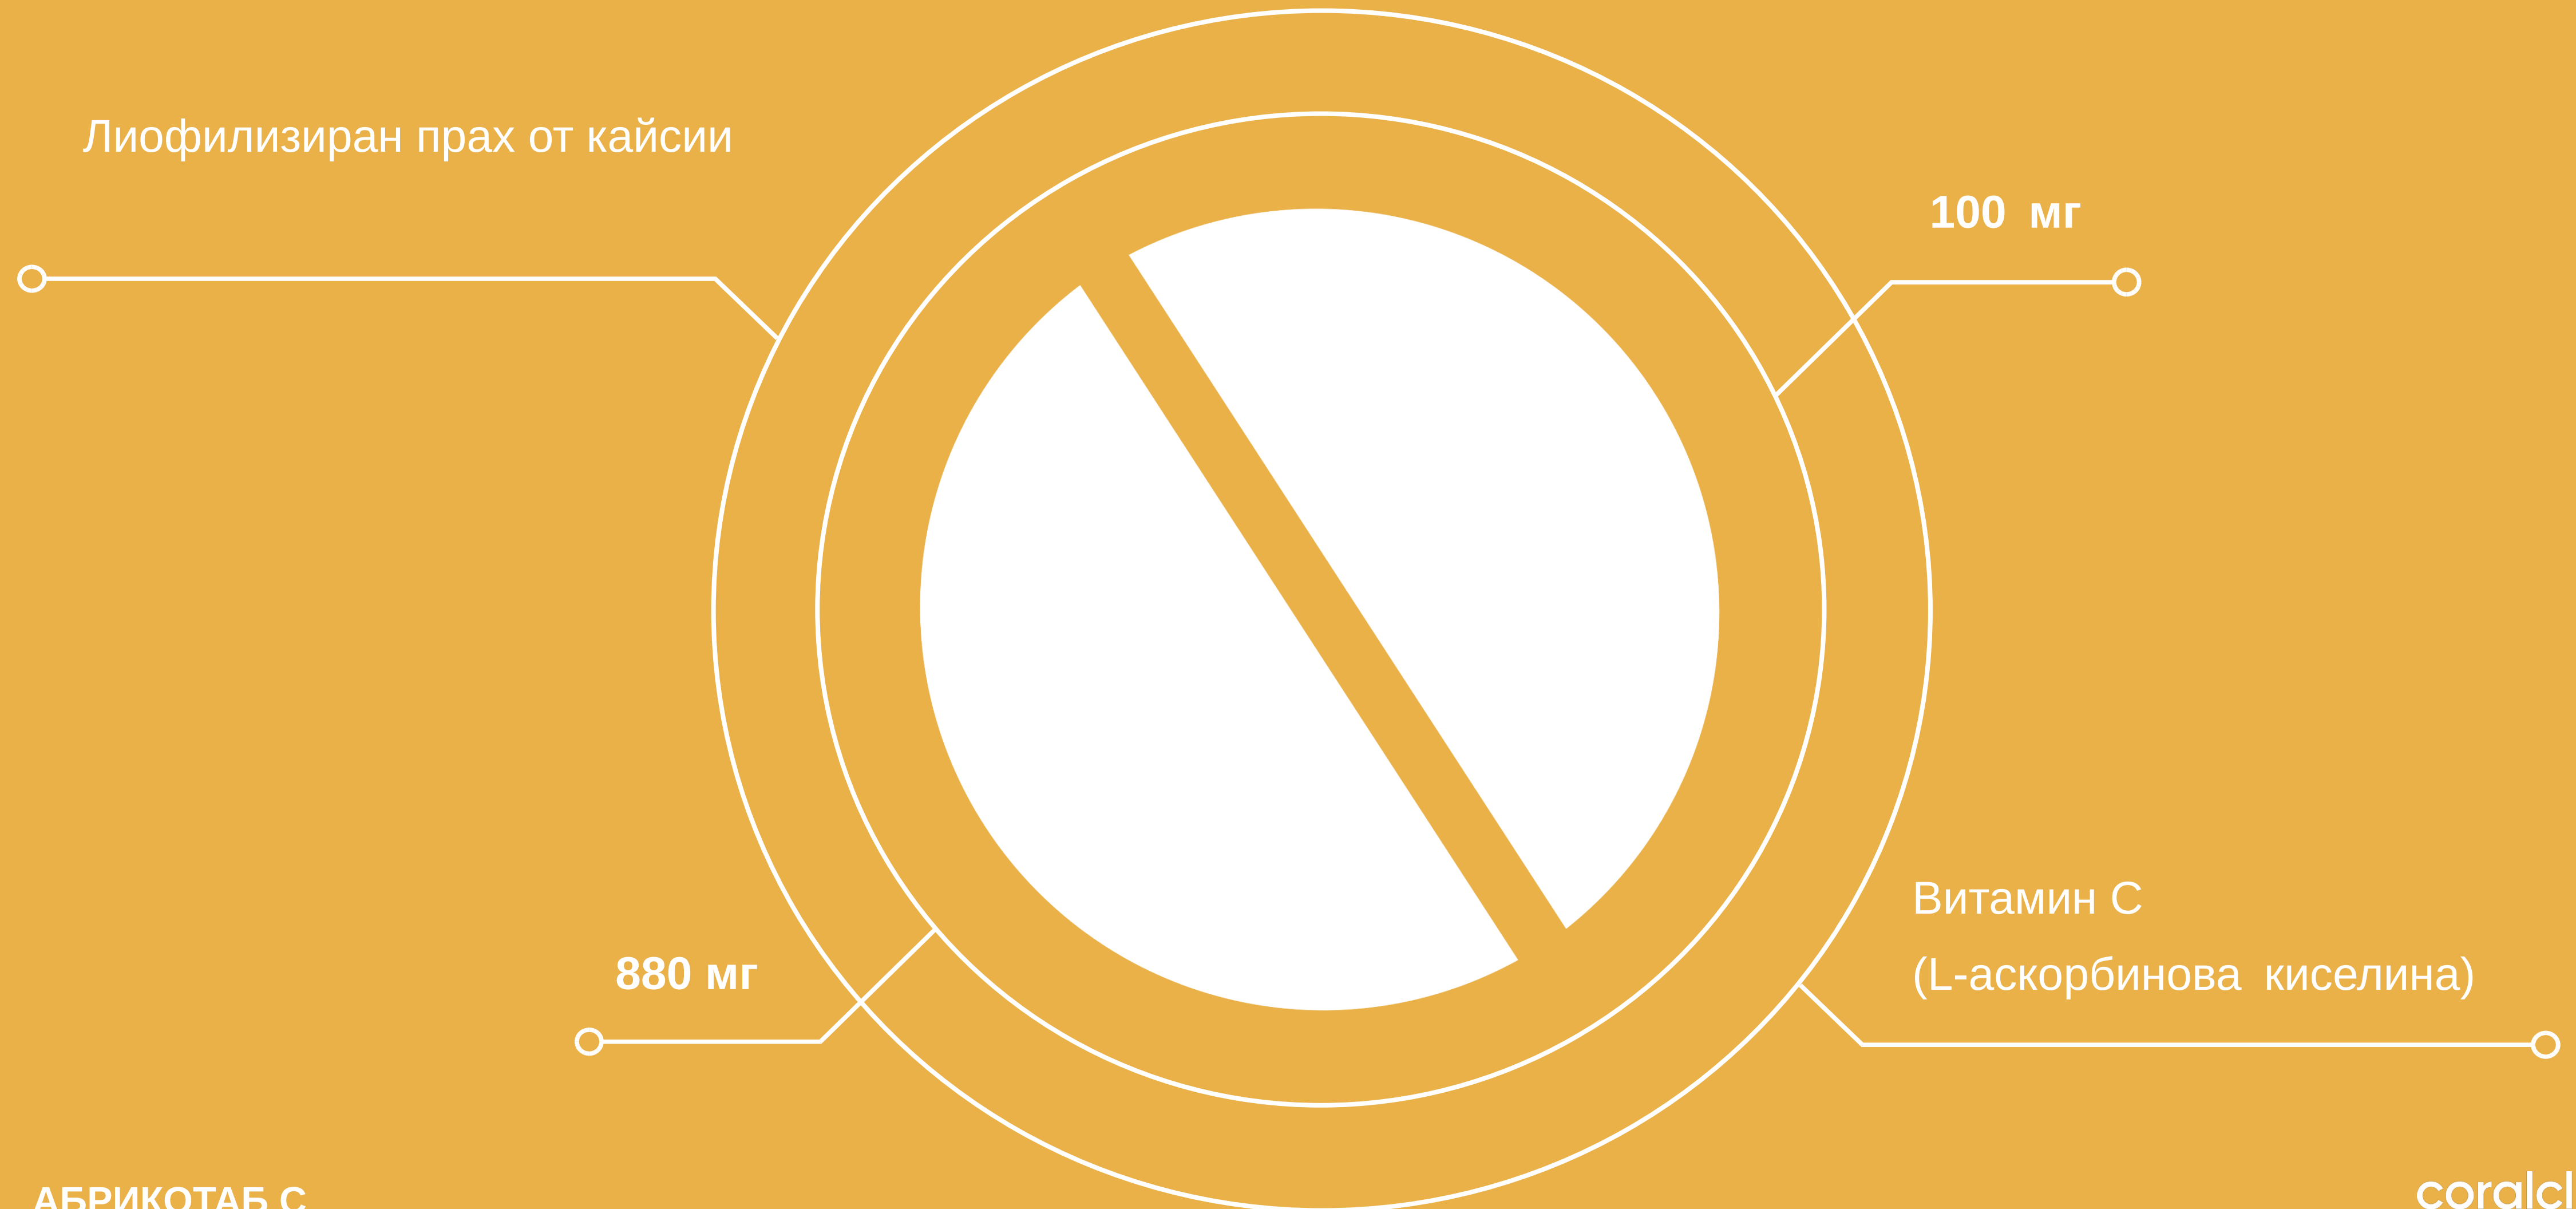 Лиофилизиран прах от кайсии
100 мг
880 мг
Витамин С
(L-аскорбинова киселина)
АБРИКОТАБ С
coralcl